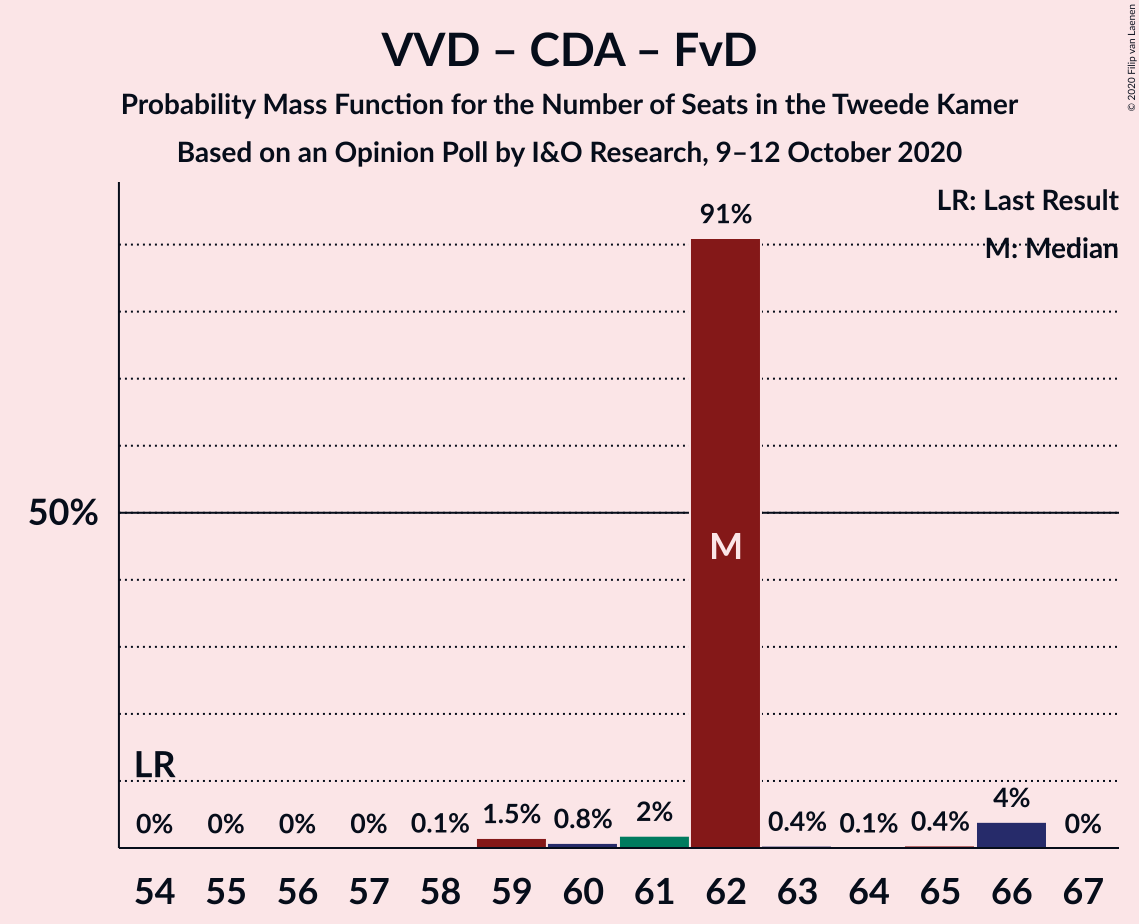 VVD – CDA – FvD
Probability Mass Function for the Number of Seats in the Tweede Kamer
Based on an Opinion Poll by I&O Research, 9–12 October 2020
© 2020 Filip van Laenen
LR: Last Result
M: Median
91%
50%
M
LR
0% 0% 0% 0% 0.1% 1.5% 0.8% 2% 0.4% 0.1% 0.4% 4% 0%
54 55 56 57 58 59 60 61 62 63 64 65 66 67